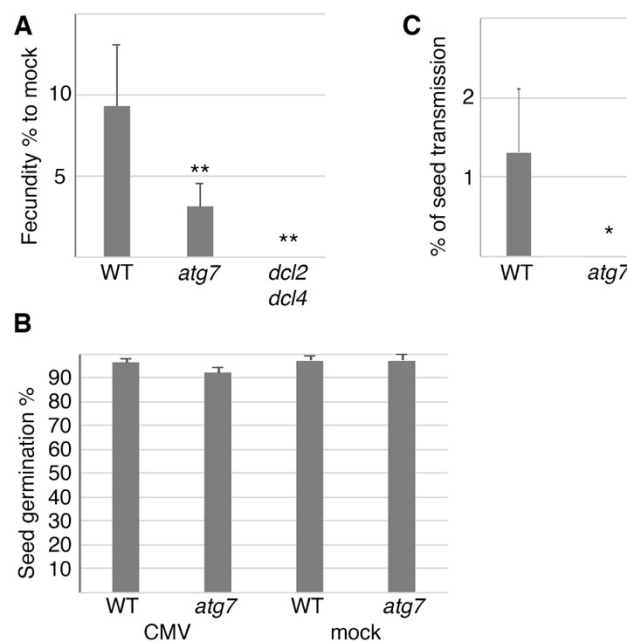 A
Fecundity % to mock
10
5
**
**
WT atg7 dcl2
dcl4
C
% of seed transmission
2
1
*
WT atg7
B
Seed germination %
90
80
70
60
50
40
30
20
10
WT atg7 WT atg7
CMV mock